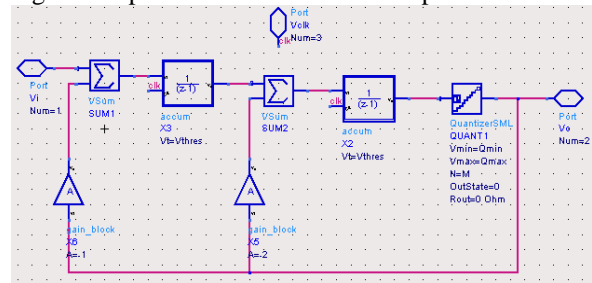 Port
Vclk
Num=3
clk
Port
Vi
Num=1
VSum
SUM1
1
(z-1)
clk
accum
X3
Vt=Vthres
VSum
SUM2
1
(z-1)
clk
accum
X2
Vt=Vthres
QuantizerSML
QUANT1
Vmin=Qmin
Vmax=Qmax
N=M
OutState=0
Rout=0 Ohm
Port
Vo
Num=2
A
gain_block
X6
A=-1
A
gain_block
X5
A=-2